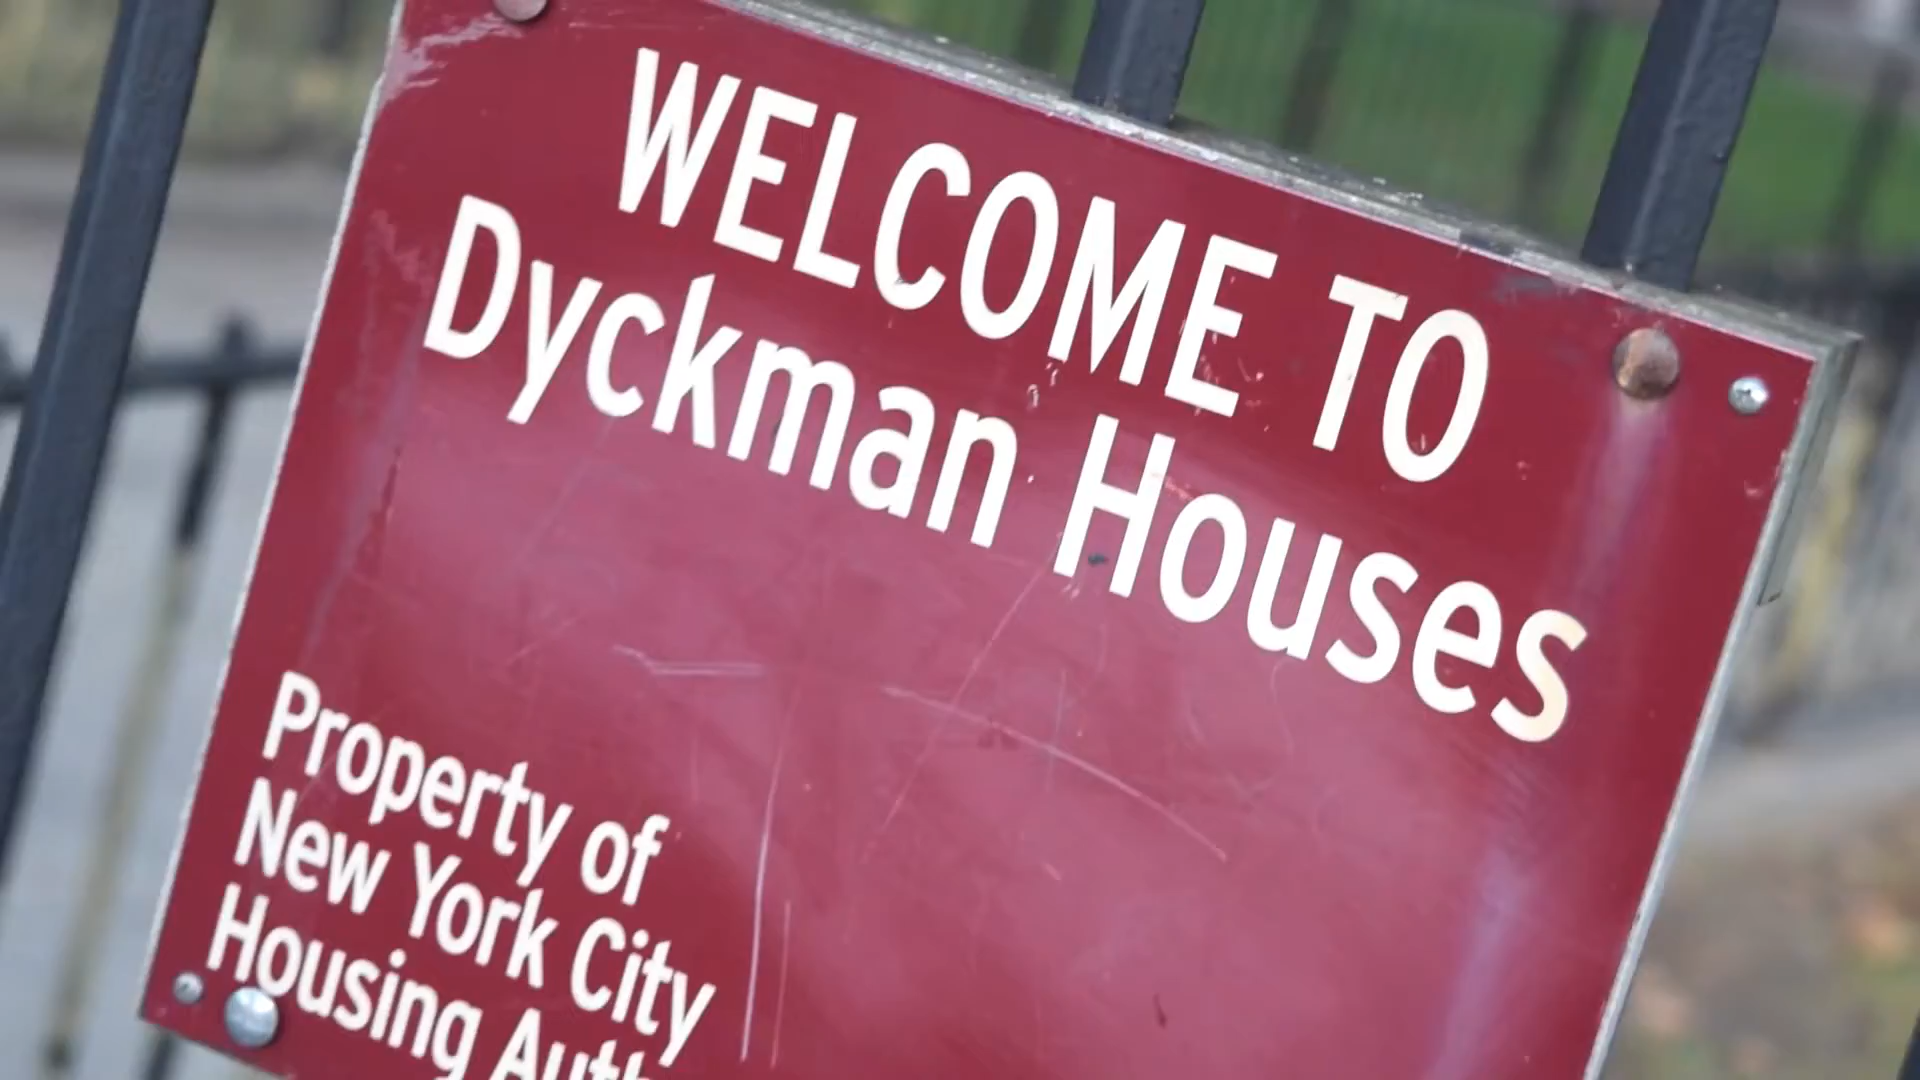 WELCOME TO
Dyckman Houses
Property of
New York City
Housing